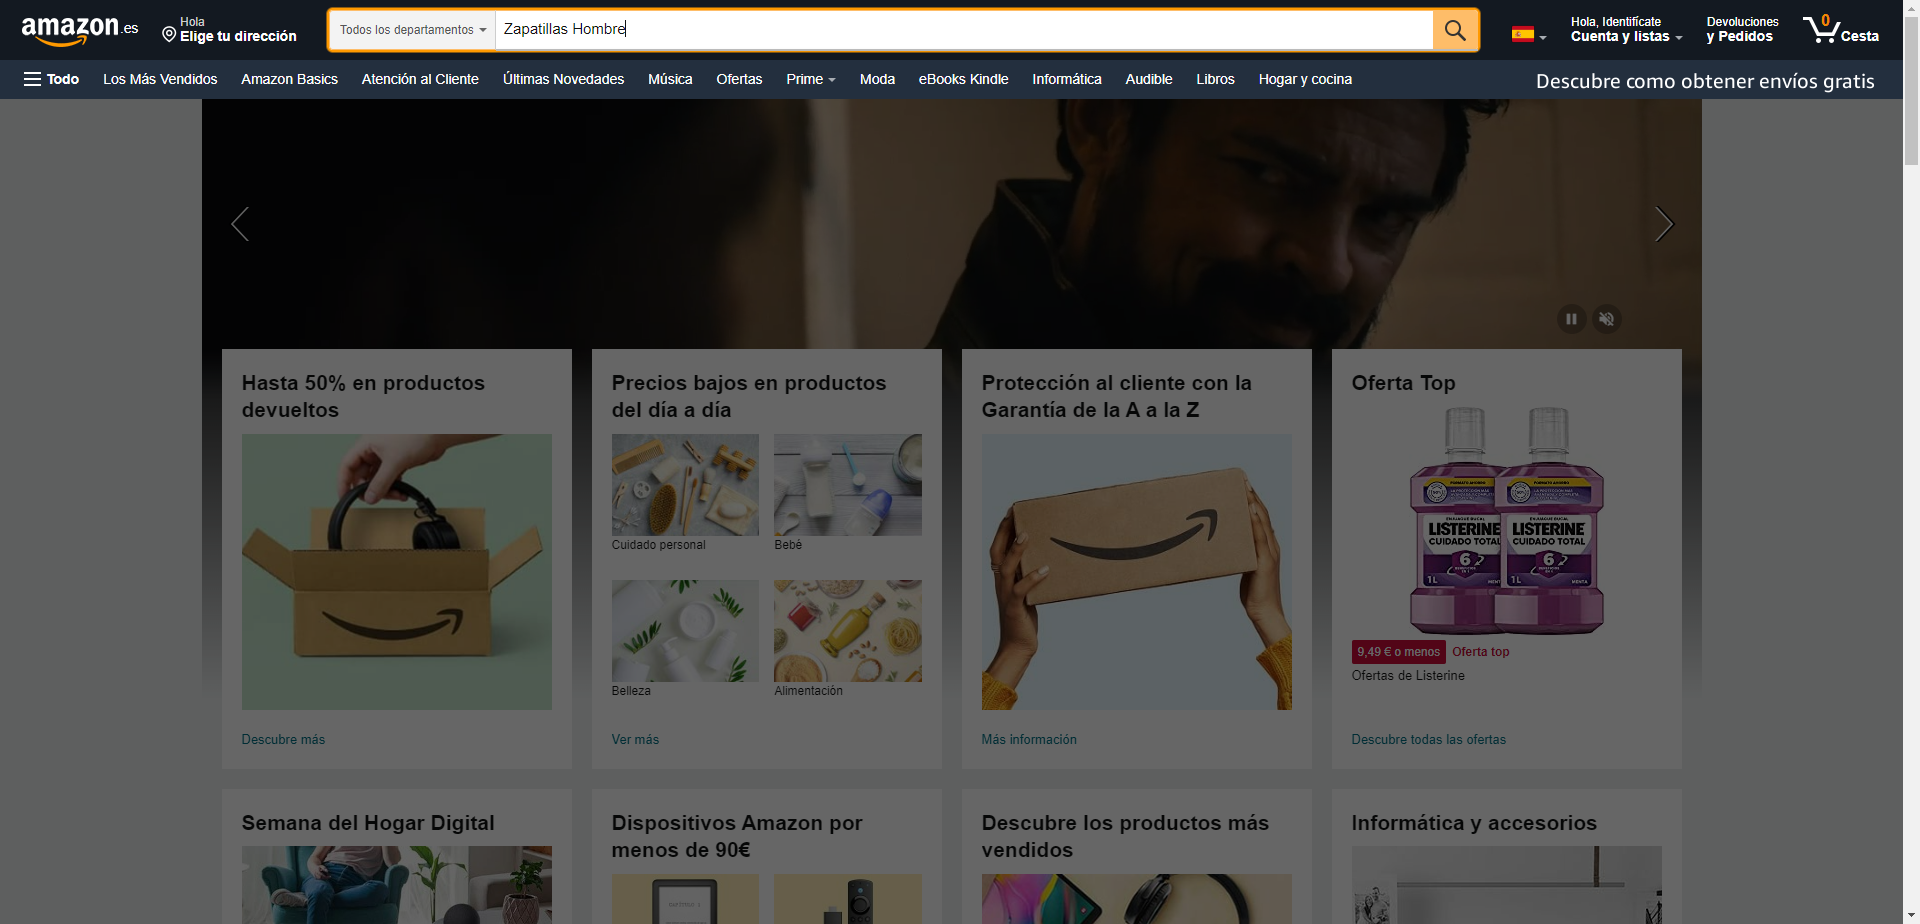 amazon.es
Hola
Elige tu dirección
Todos los departamentos
Zapatillas Hombre
Hola, Identifícate
Cuenta y listas
Devoluciones
y Pedidos
0
Cesta
Todo
Los Más Vendidos
Amazon Basics
Atención al Cliente
Últimas Novedades
Música
Ofertas
Prime
Moda
eBooks Kindle
Informática
Audible
Libros
Hogar y cocina
Descubre como obtener envíos gratis
Hasta 50% en productos
devueltos
Descubre más
Precios bajos en productos
del día a día
Cuidado personal
Bebé
Belleza
Alimentación
Ver más
Protección al cliente con la
Garantía de la A a la Z
Más información
Oferta Top
LISTERINE
CUIDADO TOTAL
6
1 L
MENTA
LISTERINE
CUIDADO TOTAL
6
1 L
MENTA
9,49 € o menos
Oferta top
Ofertas de Listerine
Descubre todas las ofertas
Semana del Hogar Digital
Dispositivos Amazon por
menos de 90€
Descubre los productos más
vendidos
Informática y accesorios